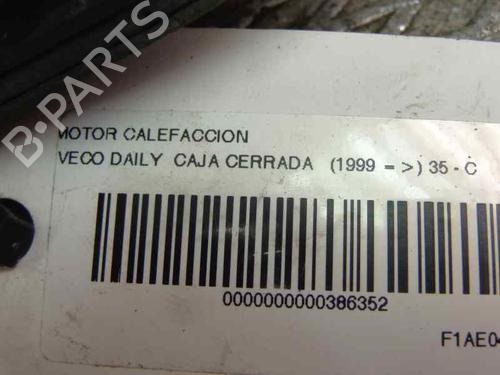 B-PARTS
MOTOR CALEFACCION
VECO DAILY CAJA CERRADA (1999 = >) 35 - C
0000000000386352
F1AE04